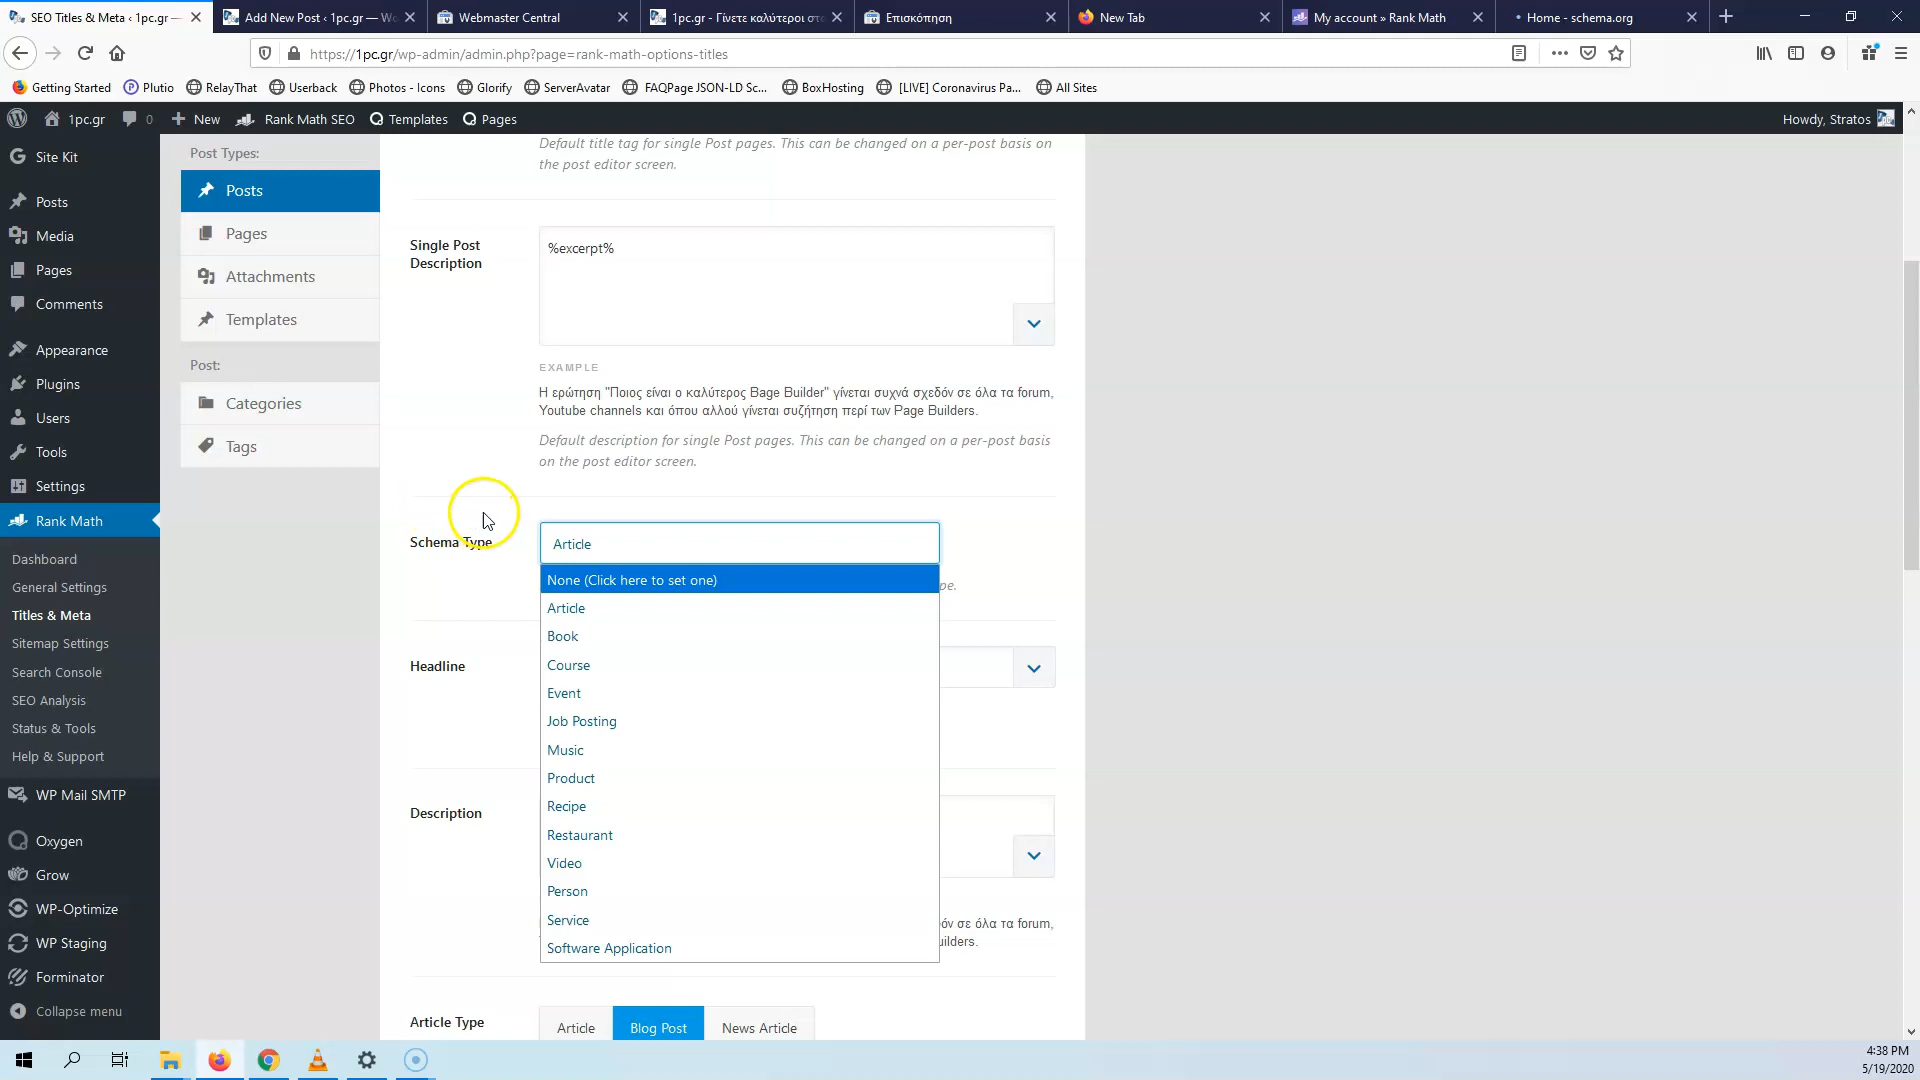 SEO Titles & Meta ‹ 1pc.gr —
Add New Post ‹ 1pc.gr — Wo
Webmaster Central
1pc.gr - Γίνετε καλύτεροι στο
Επισκόπηση
New Tab
My account » Rank Math
Home - schema.org
https://1pc.gr/wp-admin/admin.php?page=rank-math-options-titles
Getting Started
Plutio
RelayThat
Userback
Photos - Icons
Glorify
ServerAvatar
FAQPage JSON-LD Sc...
BoxHosting
[LIVE] Coronavirus Pa...
All Sites
1pc.gr
0
New
Rank Math SEO
Templates
Pages
Howdy, Stratos
Site Kit
Posts
Media
Pages
Comments
Appearance
Plugins
Users
Tools
Settings
Rank Math
Dashboard
General Settings
Titles & Meta
Sitemap Settings
Search Console
SEO Analysis
Status & Tools
Help & Support
WP Mail SMTP
Oxygen
Grow
WP-Optimize
WP Staging
Forminator
Collapse menu
Post Types:
Posts
Pages
Attachments
Templates
Post:
Categories
Tags
Default title tag for single Post pages. This can be changed on a per-post basis on
the post editor screen.
Single Post
Description
%excerpt%
EXAMPLE
Η ερώτηση "Ποιος είναι ο καλύτερος Bage Builder" γίνεται συχνά σχεδόν σε όλα τα forum,
Youtube channels και όπου αλλού γίνεται συζήτηση περί των Page Builders.
Default description for single Post pages. This can be changed on a per-post basis
on the post editor screen.
Schema Type
Article
None (Click here to set one)
Article
Book
Course
Event
Job Posting
Music
Product
Recipe
Restaurant
Video
Person
Service
Software Application
pe.
Headline
Description
όν σε όλα τα forum,
uilders.
Article Type
Article
Blog Post
News Article
4:38 PM
5/19/2020